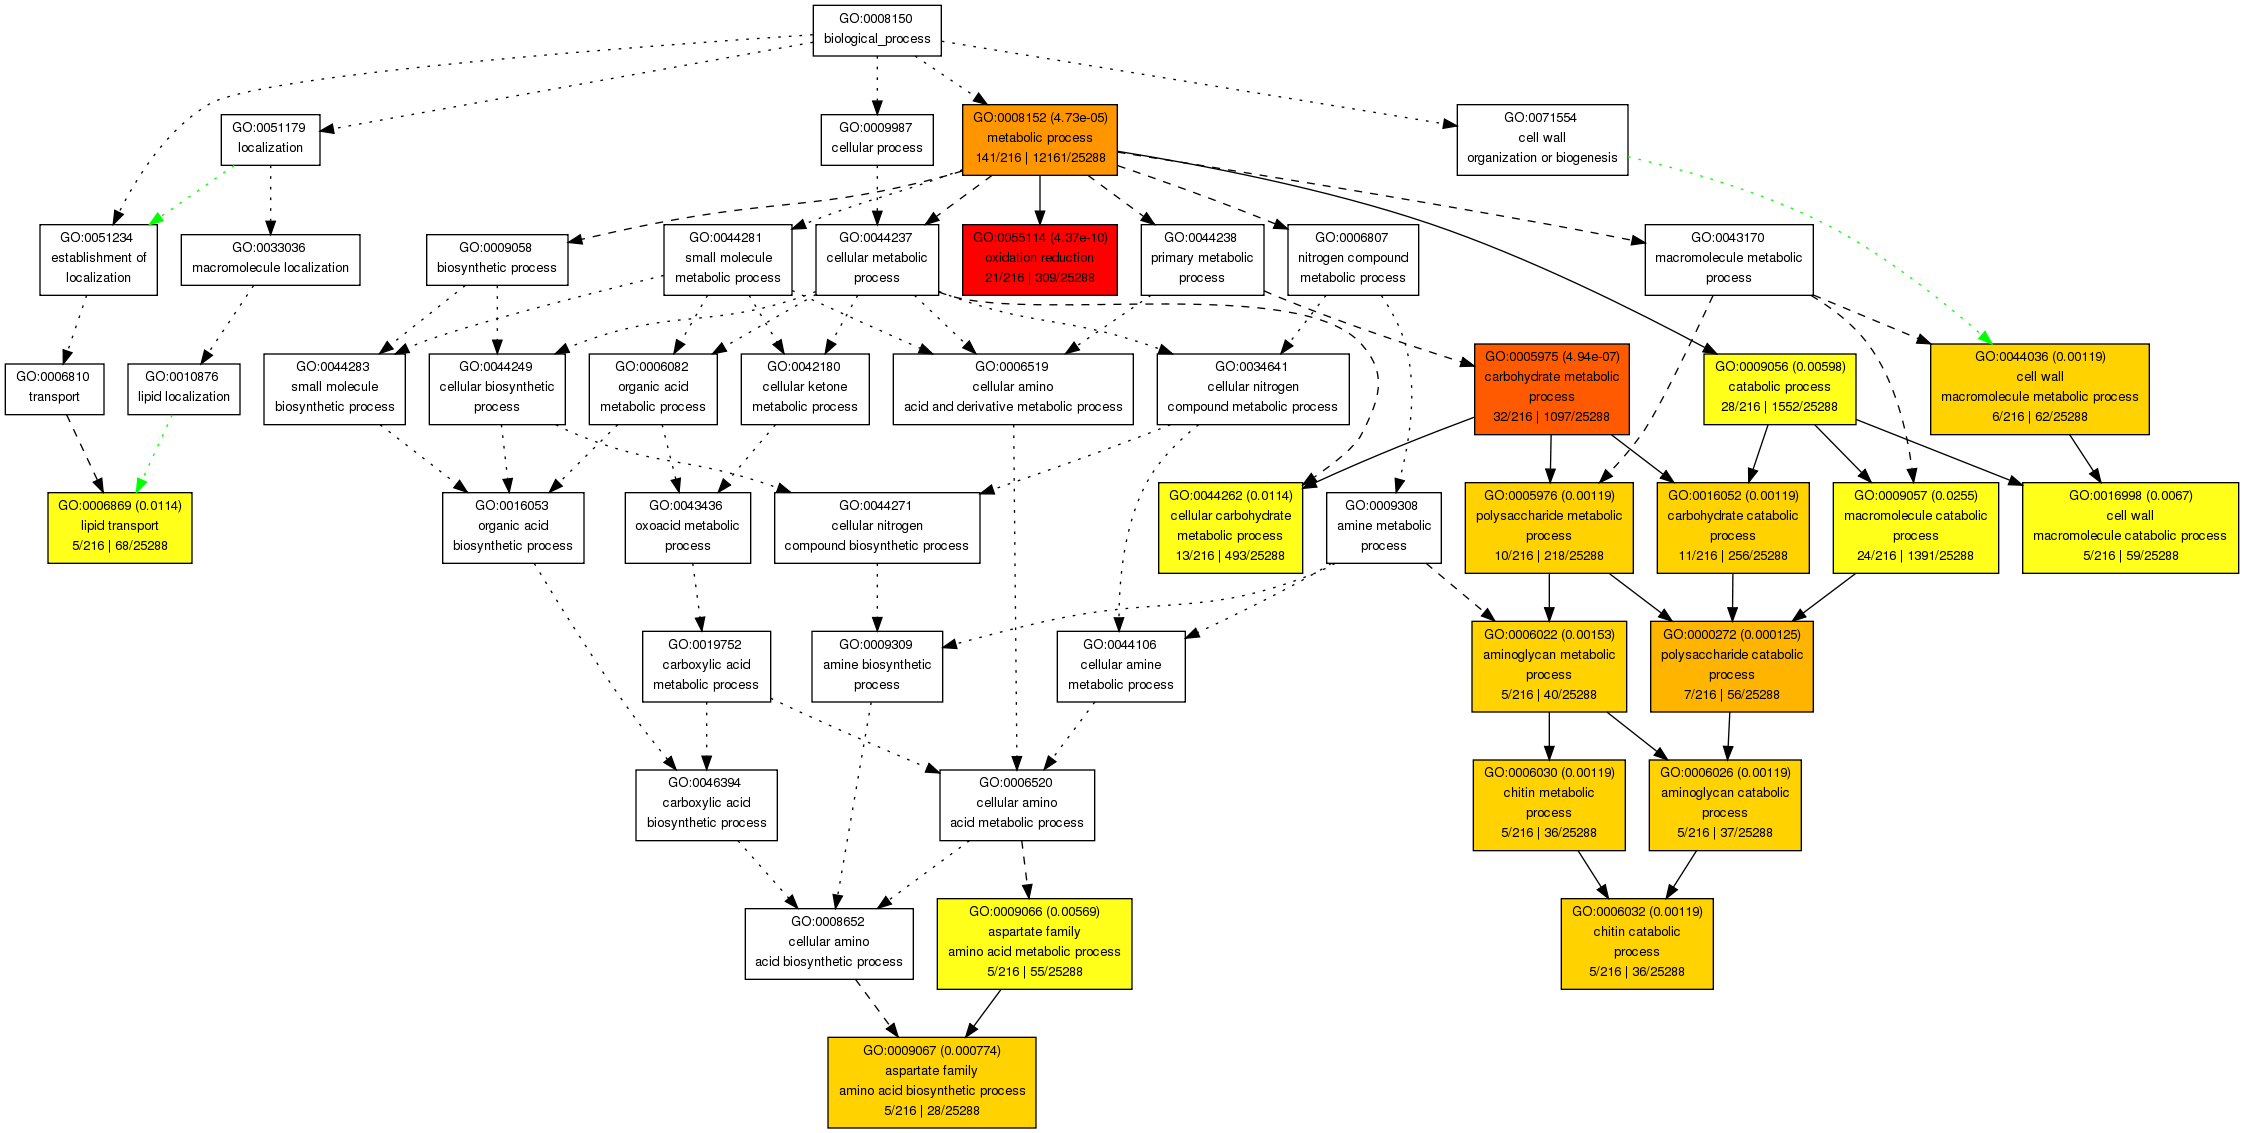 GO:0008150
biological_process
GO:0051179
localization
GO:0009987
cellular process
GO:0008152 (4.73e-05)
metabolic process
141/216 | 12161/25288
GO:0071554
cell wall
organization or biogenesis
GO:0051234
establishment of
localization
GO:0033036
macromolecule localization
GO:0009058
biosynthetic process
GO:0044281
small molecule
metabolic process
GO:0044237
cellular metabolic
process
GO:0055114 (4.37e-10)
oxidation reduction
21/216 | 309/25288
GO:0044238
primary metabolic
process
GO:0006807
nitrogen compound
metabolic process
GO:0043170
macromolecule metabolic
process
GO:0006810
transport
GO:0010876
lipid localization
GO:0044283
small molecule
biosynthetic process
GO:0044249
cellular biosynthetic
process
GO:0006082
organic acid
metabolic process
GO:0042180
cellular ketone
metabolic process
GO:0006519
cellular amino
acid and derivative metabolic process
GO:0034641
cellular nitrogen
compound metabolic process
GO:0005975 (4.94e-07)
carbohydrate metabolic
process
32/216 | 1097/25288
GO:0009056 (0.00598)
catabolic process
28/216 | 1552/25288
GO:0044036 (0.00119)
cell wall
macromolecule metabolic process
6/216 | 62/25288
GO:0006869 (0.0114)
lipid transport
5/216 | 68/25288
GO:0016053
organic acid
biosynthetic process
GO:0043436
oxoacid metabolic
process
GO:0044271
cellular nitrogen
compound biosynthetic process
GO:0044262 (0.0114)
cellular carbohydrate
metabolic process
13/216 | 493/25288
GO:0009308
amine metabolic
process
GO:0005976 (0.00119)
polysaccharide metabolic
process
10/216 | 218/25288
GO:0016052 (0.00119)
carbohydrate catabolic
process
11/216 | 256/25288
GO:0009057 (0.0255)
macromolecule catabolic
process
24/216 | 1391/25288
GO:0016998 (0.0067)
cell wall
macromolecule catabolic process
5/216 | 59/25288
GO:0019752
carboxylic acid
metabolic process
GO:0009309
amine biosynthetic
process
GO:0044106
cellular amine
metabolic process
GO:0006022 (0.00153)
aminoglycan metabolic
process
5/216 | 40/25288
GO:0000272 (0.000125)
polysaccharide catabolic
process
7/216 | 56/25288
GO:0046394
carboxylic acid
biosynthetic process
GO:0006520
cellular amino
acid metabolic process
GO:0006030 (0.00119)
chitin metabolic
process
5/216 | 36/25288
GO:0006026 (0.00119)
aminoglycan catabolic
process
5/216 | 37/25288
GO:0008652
cellular amino
acid biosynthetic process
GO:0009066 (0.00569)
aspartate family
amino acid metabolic process
5/216 | 55/25288
GO:0006032 (0.00119)
chitin catabolic
process
5/216 | 36/25288
GO:0009067 (0.000774)
aspartate family
amino acid biosynthetic process
5/216 | 28/25288